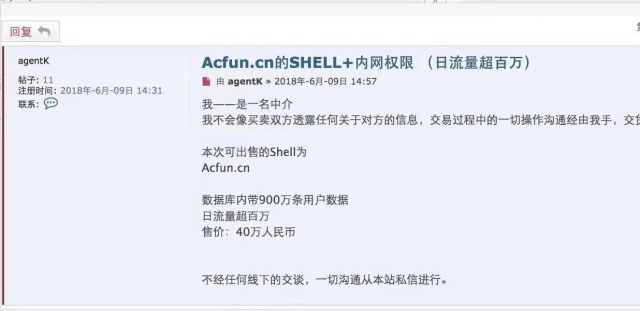 回复
agentK
帖子: 11
注册时间: 2018年-6月-09日 14:31
联系:
Acfun.cn的SHELL+内网权限 （日流量超百万）
由 agentK » 2018年-6月-09日 14:57
我——是一名中介
我不会像买卖双方透露任何关于对方的信息，交易过程中的一切操作沟通经由我手，交
本次可出售的Shell为
Acfun.cn
数据库内带900万条用户数据
日流量超百万
售价：40万人民币
不经任何线下的交谈，一切沟通从本站私信进行。